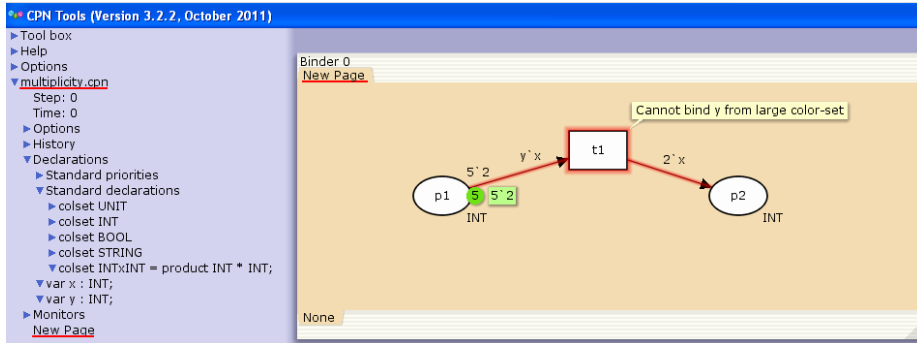 CPN Tools (Version 3.2.2, October 2011)
Tool box
Help
Options
multiplicity.cpn
Step: 0
Time: 0
Options
History
Declarations
Standard priorities
Standard declarations
colset UNIT
colset INT
colset BOOL
colset STRING
colset INTxINT = product INT * INT;
var x : INT;
var y : INT;
Monitors
New Page
Binder 0
New Page
Cannot bind y from large color-set
t1
y`x
2`x
5`2
p1
5
5`2
INT
p2
INT
None